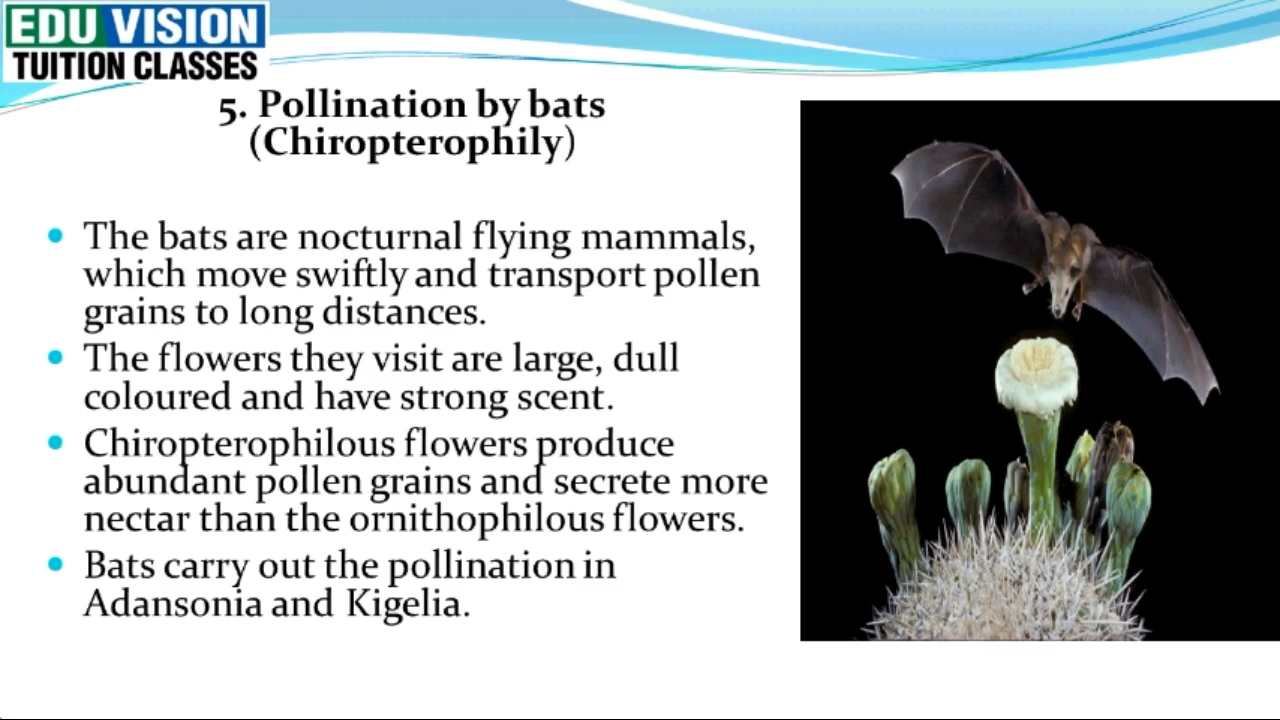 EDU VISION
TUITION CLASSES
5. Pollination by bats
(Chiropterophily)
• The bats are nocturnal flying mammals,
which move swiftly and transport pollen
grains to long distances.
• The flowers they visit are large, dull
coloured and have strong scent.
• Chiropterophilous flowers produce
abundant pollen grains and secrete more
nectar than the ornithophilous flowers.
• Bats carry out the pollination in
Adansonia and Kigelia.